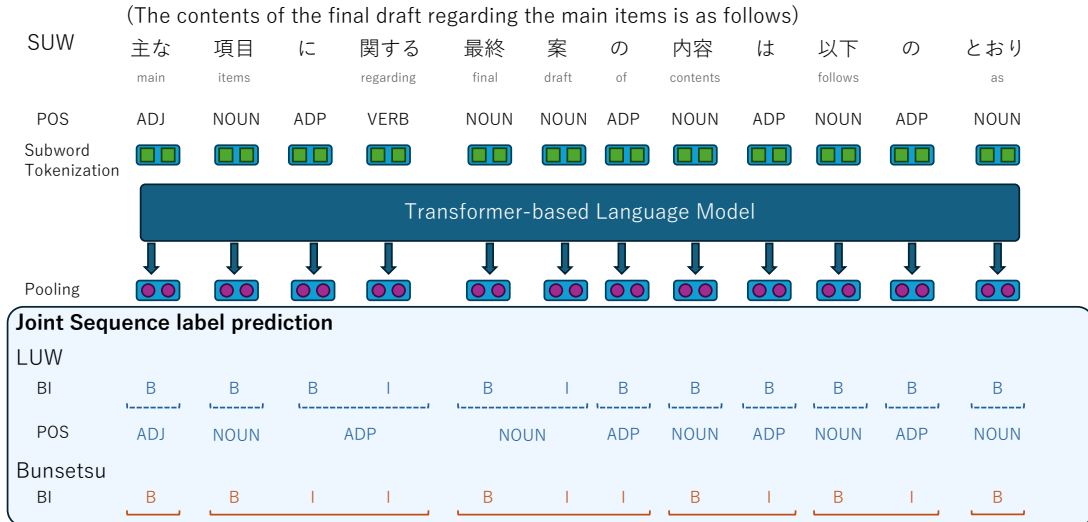 (The contents of the final draft regarding the main items is as follows)
SUW 主な 項目 に 関する 最終 案 の 内容 は 以下 の とおり
main items regarding final draft of contents follows as
POS ADJ NOUN ADP VERB NOUN NOUN ADP NOUN ADP NOUN ADP NOUN
Subword
Tokenization
Transformer-based Language Model
Pooling
Joint Sequence label prediction
LUW
BI B B B I B I B B B B B B
POS ADJ NOUN ADP NOUN ADP NOUN ADP NOUN ADP NOUN
Bunsetsu
BI B B I I B I I B I B I B